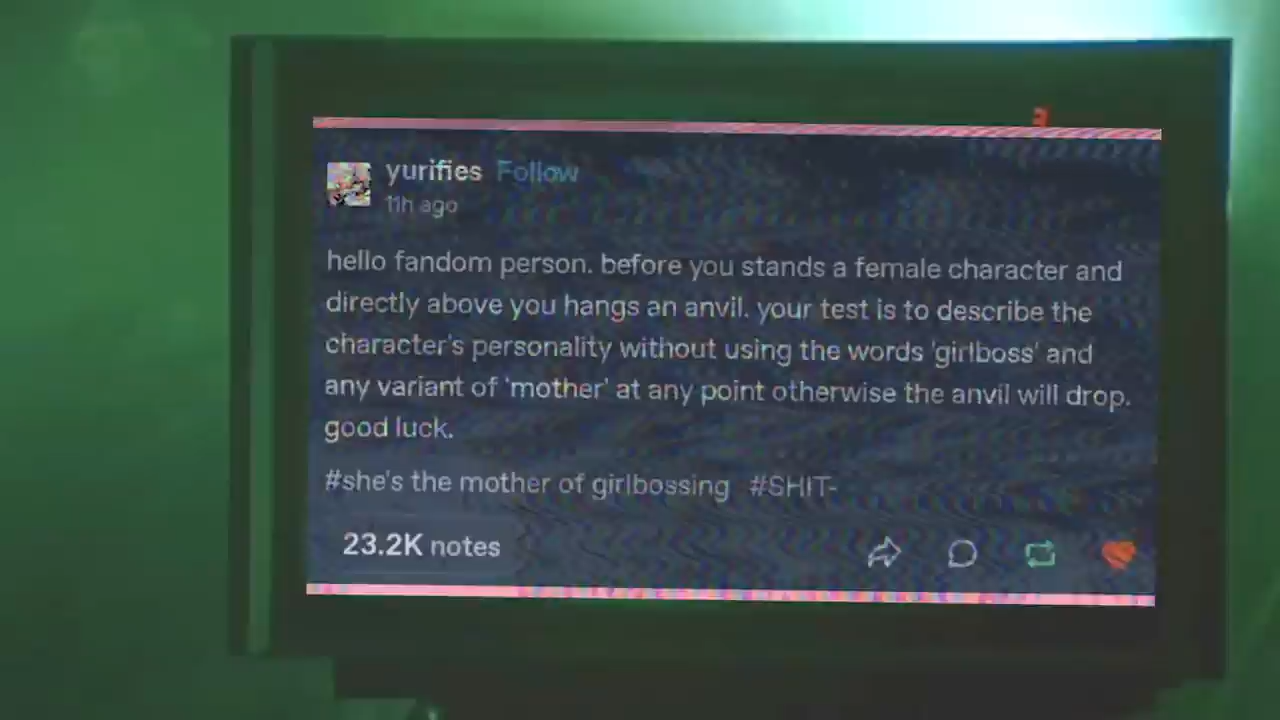 yurifies Follow
11h ago
hello fandom person. before you stands a female character and
directly above you hangs an anvil. your test is to describe the
character's personality without using the words 'girlboss' and
any variant of 'mother' at any point otherwise the anvil will drop.
good luck.
#she's the mother of girlbossing #SHIT-
23.2K notes